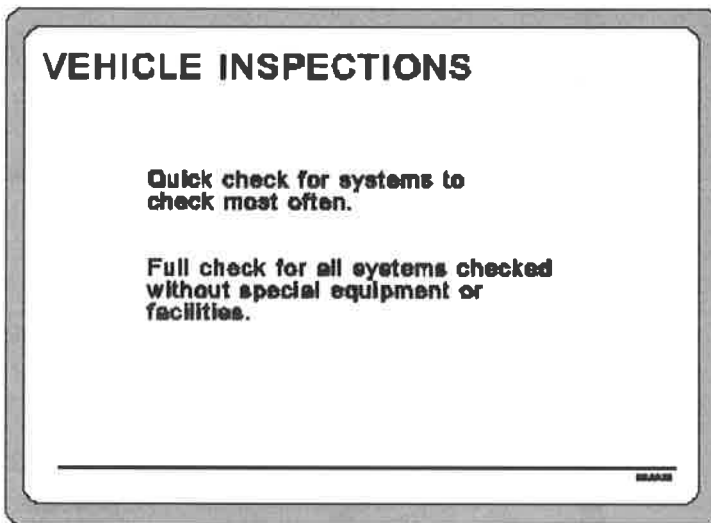 VEHICLE INSPECTIONS
Quick check for systems to
check most often.
Full check for all systems checked
without special equipment or
facilities.